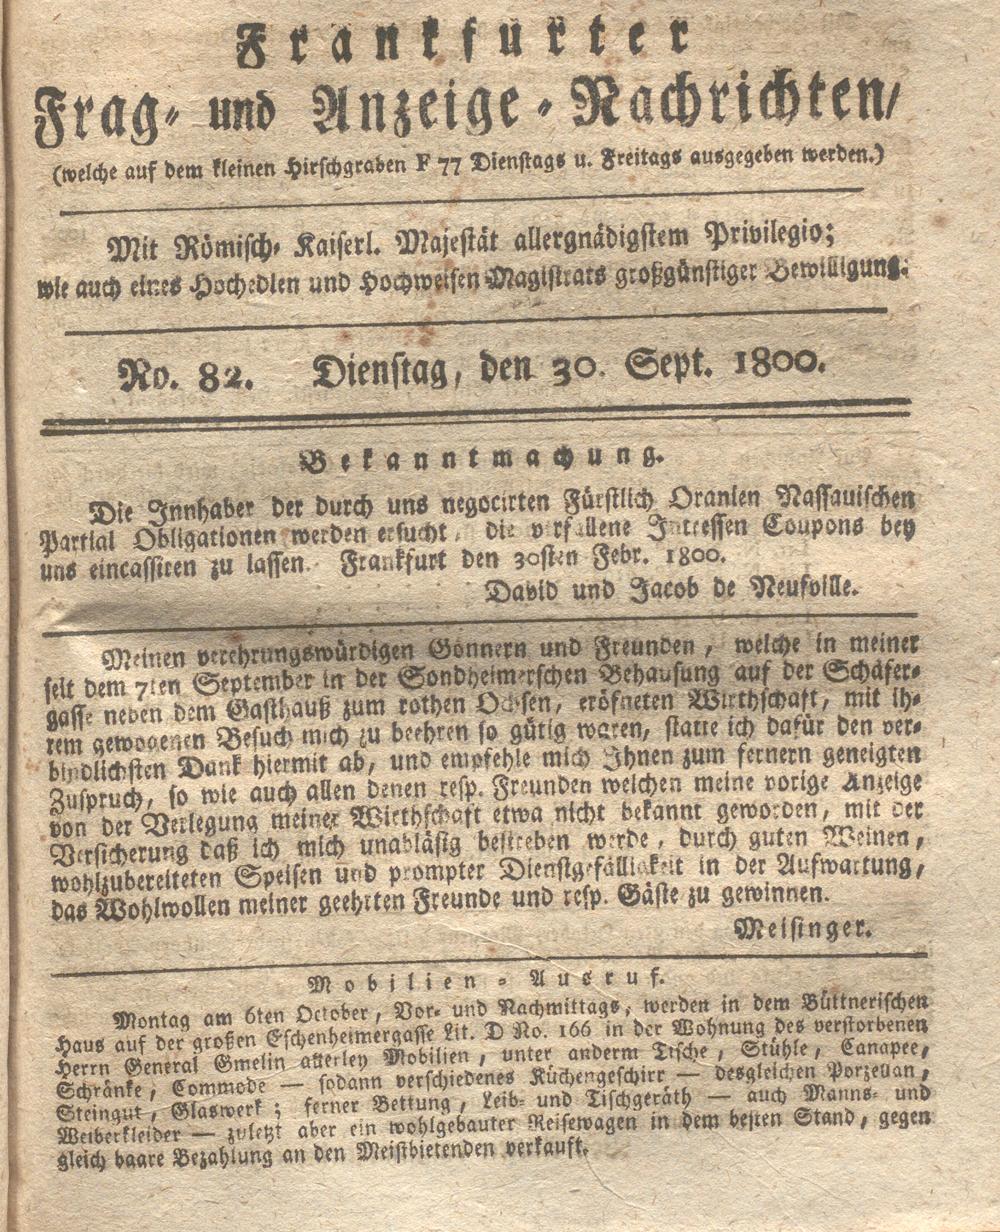 Frankfurter
Frag- und Anzeige-Nachrichten/
(welche auf dem kleinen Hirschgraben F 77 Dienstags u. Freitags ausgegeben werden.)
Mit Römisch-Kaiserl. Majestät allergnädigstem Privilegio;
wie auch eines Hochedlen und Hochweisen Magistrats großgünstiger Bewilligung.
No. 82. Dienstag, den 30. Sept. 1800.
Bekanntmachung.
Die Innhaber der durch uns negocirten Fürstlich Oranien Nassauischen
Partial Obligationen werden ersucht, die verfallene Intressen Coupons bey
uns eincassiren zu lassen. Frankfurt den 30sten Febr. 1800.
David und Jacob de Neufville.
Meinen verehrungswürdigen Gönnern und Freunden, welche in meiner
seit dem 7ten September in der Sondheimerschen Behausung auf der Schäfer-
gasse neben dem Gasthauß zum rothen Ochsen, eröfneten Wirthschaft, mit ih-
rem gewogenen Besuch mich zu beehren so gütig waren, statte ich dafür den ver-
bindlichsten Dank hiermit ab, und empfehle mich Ihnen zum fernern geneigten
Zuspruch, so wie auch allen denen resp. Freunden welchen meine vorige Anzeige
von der Verlegung meiner Wirthschaft etwa nicht bekannt geworden, mit der
Versicherung daß ich mich unabläsig bestreben werde, durch guten Weinen,
wohlzubereiteten Speisen und prompter Dienstgefälligkeit in der Aufwartung,
das Wohlwollen meiner geehrten Freunde und resp. Gäste zu gewinnen.
Meisinger.
Mobilien-Ausruf.
Montag am 6ten October, Vor- und Nachmittags, werden in dem Büttnerischen
Haus auf der großen Eschenheimergasse Lit. D No. 166 in der Wohnung des verstorbenen
Herrn General Gmelin allerley Mobilien, unter anderm Tische, Stühle, Canapee,
Schränke, Commode — sodann verschiedenes Küchengeschirr — desgleichen Porzellan,
Steingut, Glaswerk; ferner Bettung, Leib- und Tischgeräth — auch Manns- und
Weiberkleider — zuletzt aber ein wohlgebauter Reisewagen in dem besten Stand, gegen
gleich baare Bezahlung an den Meistbietenden verkauft.